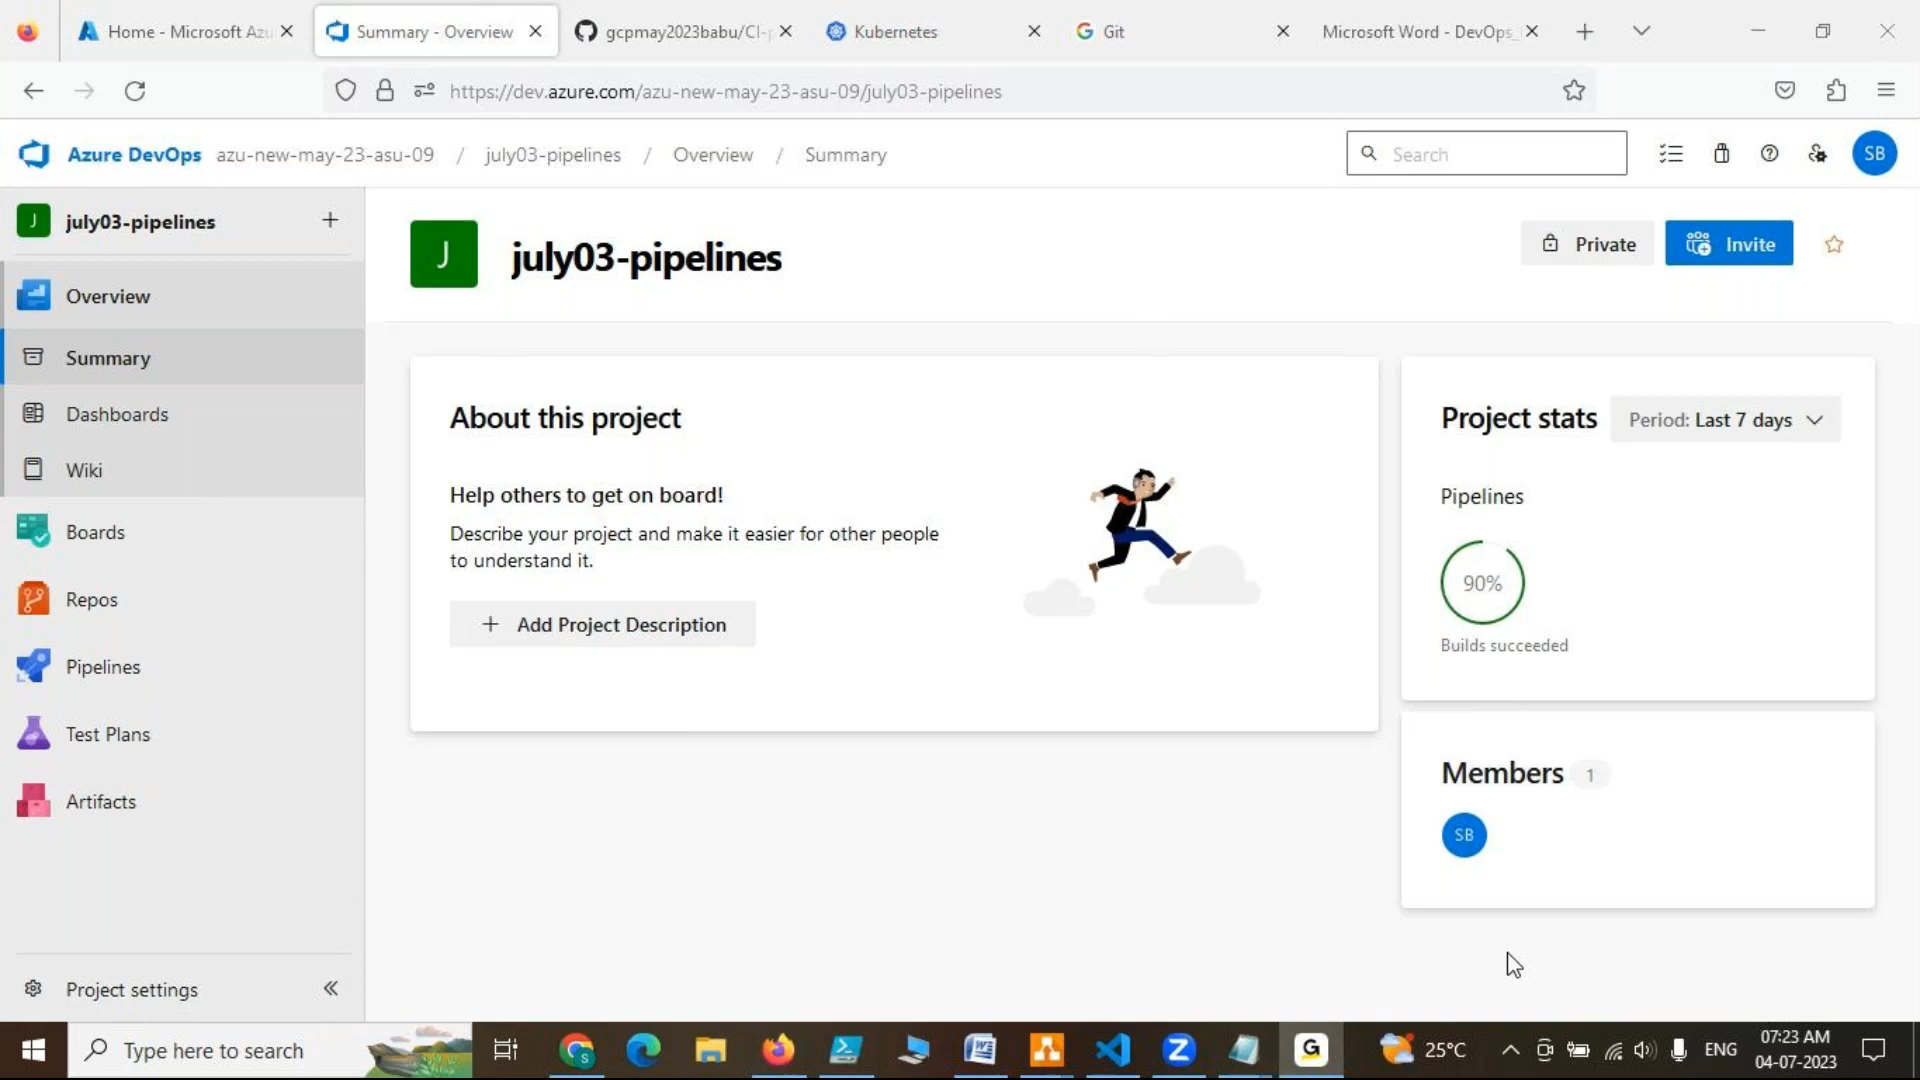 Home - Microsoft Azu
Summary - Overview
gcpmay2023babu/CI-p
Kubernetes
Git
Microsoft Word - DevOps_
https://dev.azure.com/azu-new-may-23-asu-09/july03-pipelines
Azure DevOps azu-new-may-23-asu-09 / july03-pipelines / Overview / Summary
Search
SB
J july03-pipelines
Overview
Summary
Dashboards
Wiki
Boards
Repos
Pipelines
Test Plans
Artifacts
Project settings
J
july03-pipelines
Private
Invite
About this project
Help others to get on board!
Describe your project and make it easier for other people
to understand it.
Add Project Description
Project stats
Period: Last 7 days
Pipelines
90%
Builds succeeded
Members 1
SB
Type here to search
25°C
ENG
07:23 AM
04-07-2023